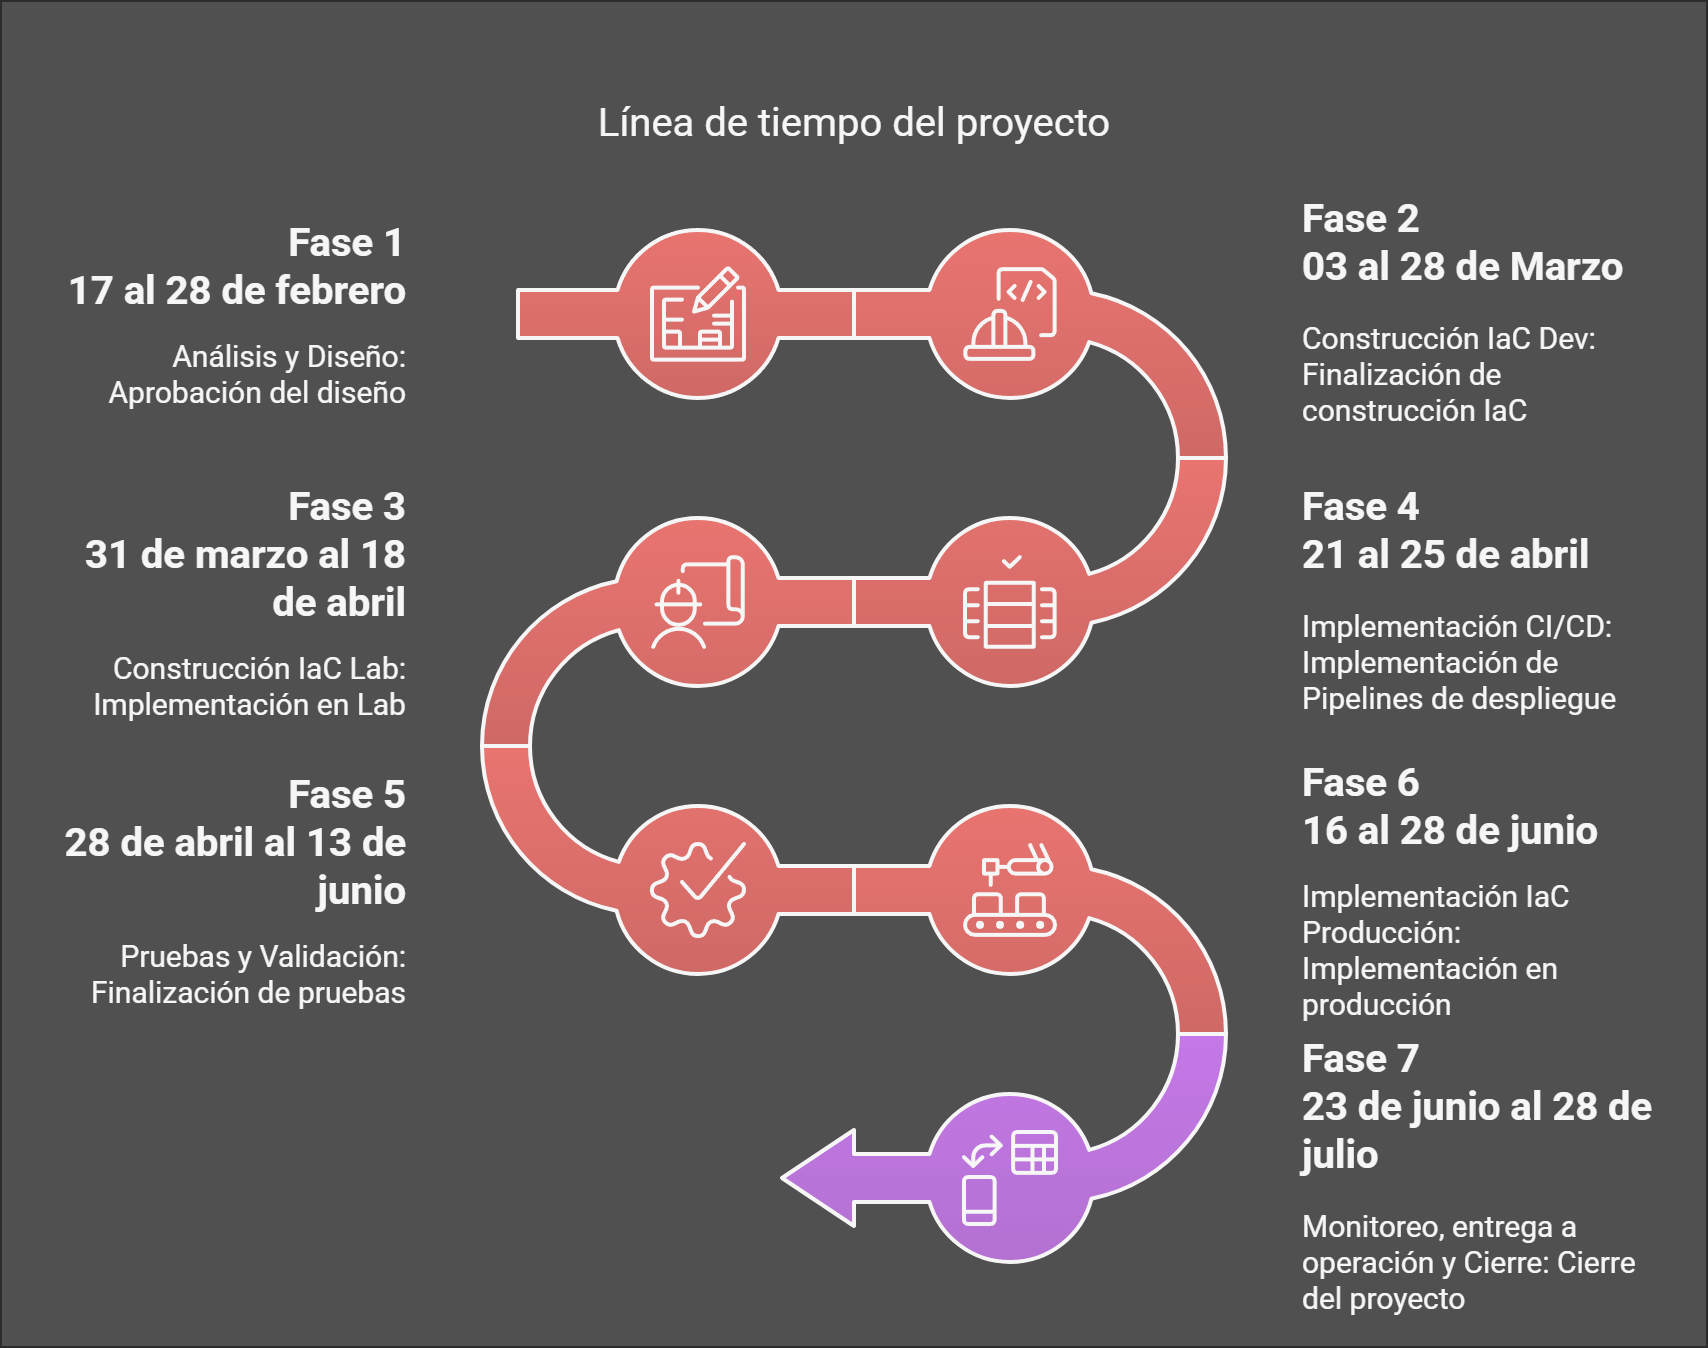 Línea de tiempo del proyecto
Fase 1
17 al 28 de febrero
Análisis y Diseño:
Aprobación del diseño
Fase 2
03 al 28 de Marzo
Construcción IaC Dev:
Finalización de
construcción IaC
Fase 3
31 de marzo al 18
de abril
Construcción IaC Lab:
Implementación en Lab
Fase 4
21 al 25 de abril
Implementación CI/CD:
Implementación de
Pipelines de despliegue
Fase 5
28 de abril al 13 de
junio
Pruebas y Validación:
Finalización de pruebas
Fase 6
16 al 28 de junio
Implementación IaC
Producción:
Implementación en
producción
Fase 7
23 de junio al 28 de
julio
Monitoreo, entrega a
operación y Cierre: Cierre
del proyecto